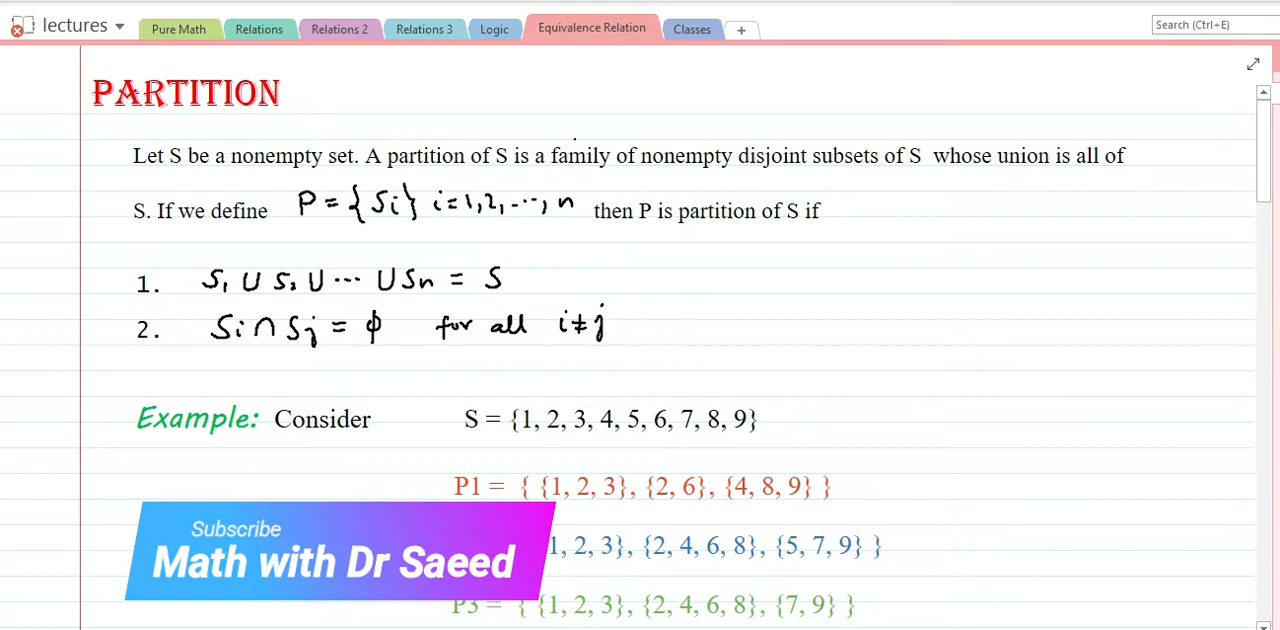 lectures
Pure Math Relations Relations 2 Relations 3 Logic Equivalence Relation Classes +
Search (Ctrl+E)
PARTITION
Let S be a nonempty set. A partition of S is a family of nonempty disjoint subsets of S whose union is all of
S. If we define P = { Si } i = 1, 2, ..., n then P is partition of S if
1. S₁ ∪ S₂ ∪ ... ∪ Sn = S
2. Si ∩ Sj = ϕ for all i ≠ j
Example: Consider S = {1, 2, 3, 4, 5, 6, 7, 8, 9}
P1 = { {1, 2, 3}, {2, 6}, {4, 8, 9} }
1, 2, 3}, {2, 4, 6, 8}, {5, 7, 9} }
P3 = { {1, 2, 3}, {2, 4, 6, 8}, {7, 9} }
Subscribe
Math with Dr Saeed